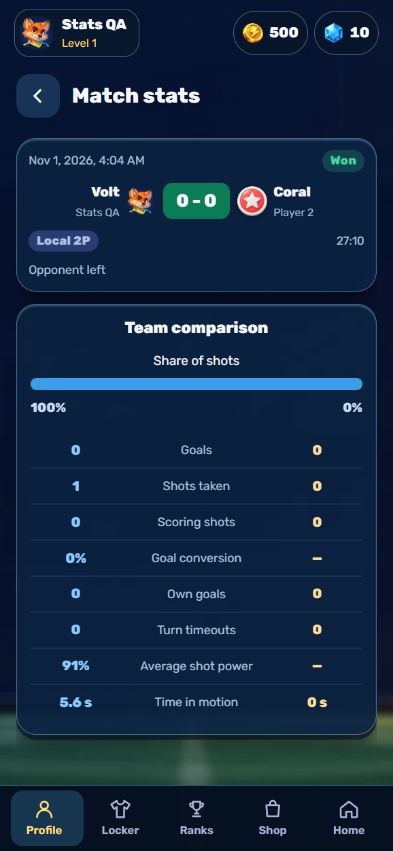 Stats QA
Level 1
500
10
Match stats
Nov 1, 2026, 4:04 AM
Won
Volt
Stats QA
0 - 0
Coral
Player 2
Local 2P
27:10
Opponent left
Team comparison
Share of shots
100%
0%
0 Goals 0
1 Shots taken 0
0 Scoring shots 0
0% Goal conversion –
0 Own goals 0
0 Turn timeouts 0
91% Average shot power –
5.6 s Time in motion 0 s
Profile
Locker
Ranks
Shop
Home